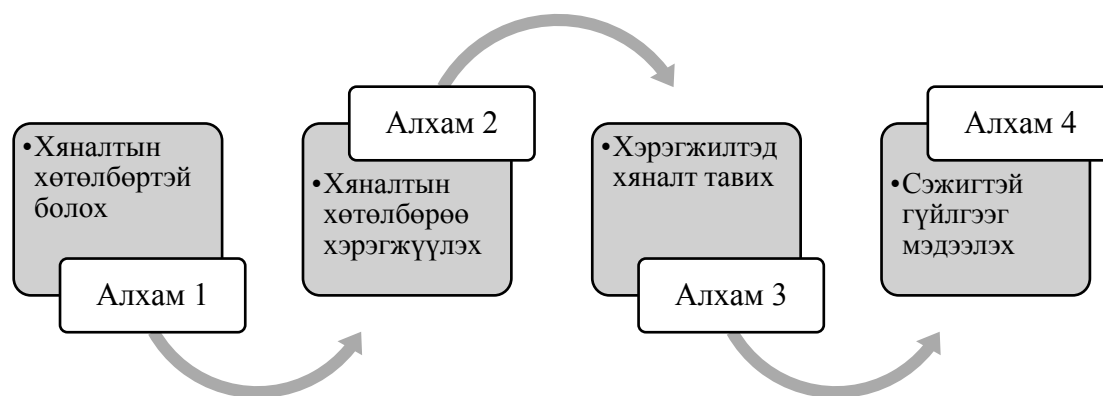 •Хяналтын
хөтөлбөртэй
болох
Алхам 1
Алхам 2
•Хяналтын
хөтөлбөрөө
хэрэгжүүлэх
•Хэрэгжилтэд
хяналт тавих
Алхам 3
Алхам 4
•Сэжигтэй
гүйлгээг
мэдээлэх